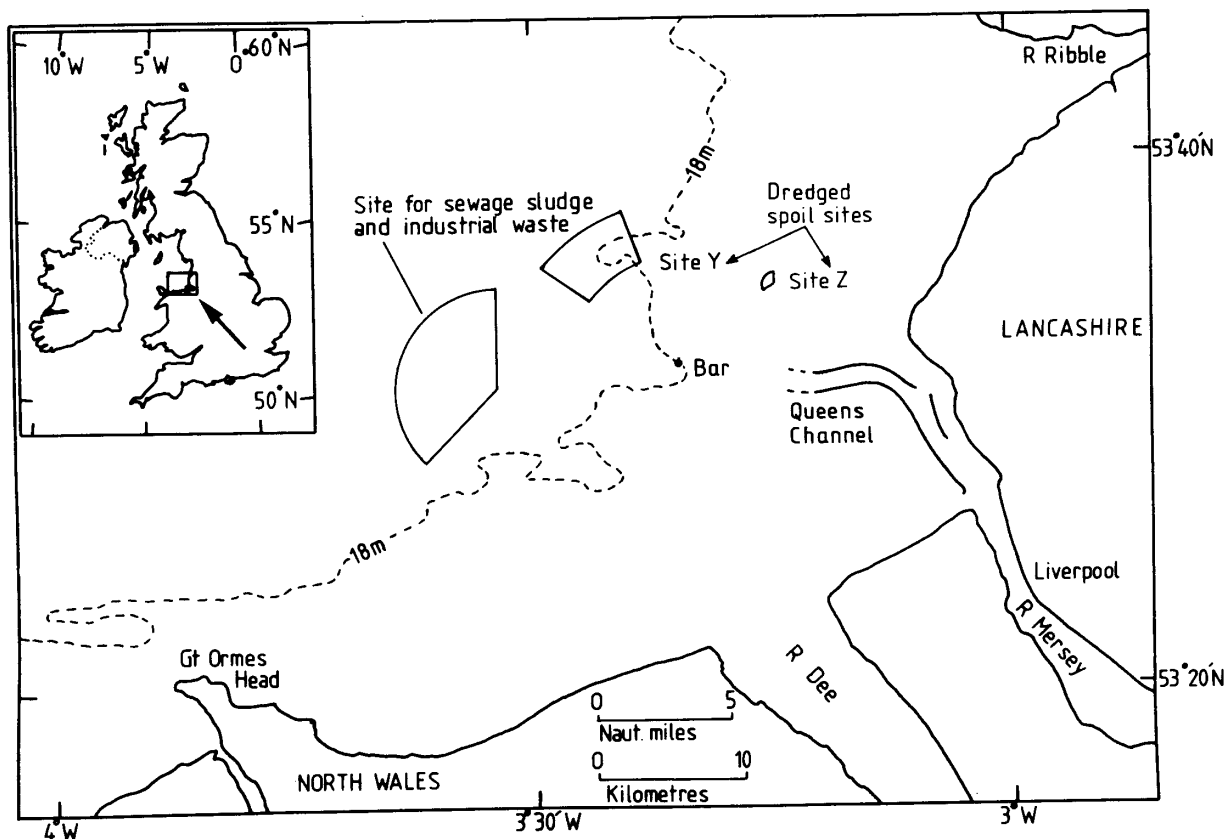 10°W 5°W 0°
60°N
55°N
50°N
R Ribble
53°40'N
18m
Dredged
spoil sites
Site for sewage sludge
and industrial waste
Site Y
Site Z
LANCASHIRE
Bar
Queens
Channel
18m
Liverpool
R Mersey
53°20'N
Gt Ormes
Head
R Dee
0 5
Naut. miles
0 10
Kilometres
NORTH WALES
4°W
3°30'W
3°W